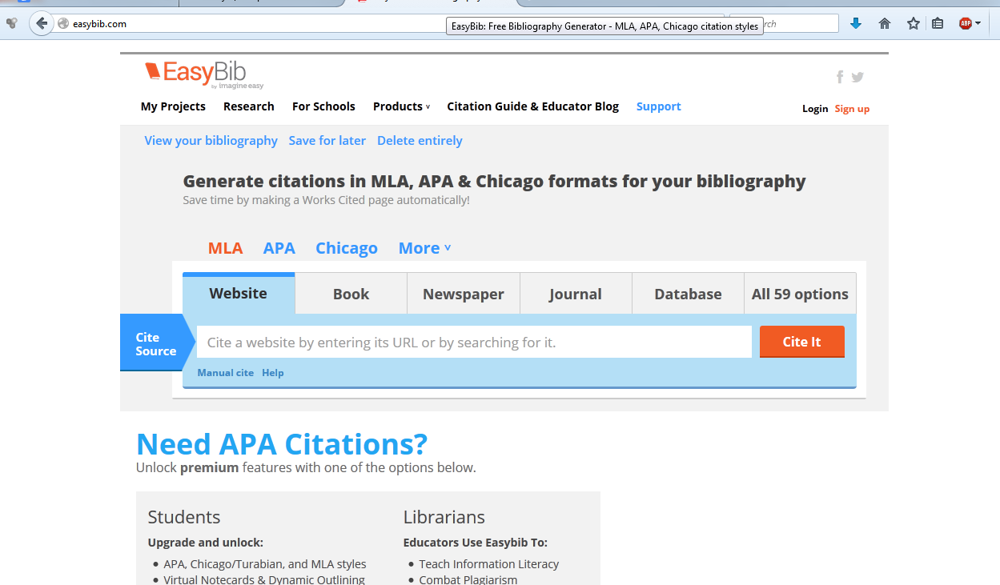 easybib.com
EasyBib: Free Bibliography Generator - MLA, APA, Chicago citation styles
ABP
EasyBib
by imagine easy
My Projects Research For Schools Products v Citation Guide & Educator Blog Support
Login Sign up
View your bibliography Save for later Delete entirely
Generate citations in MLA, APA & Chicago formats for your bibliography
Save time by making a Works Cited page automatically!
MLA APA Chicago More v
Website Book Newspaper Journal Database All 59 options
Cite
Source
Cite a website by entering its URL or by searching for it.
Cite It
Manual cite Help
Need APA Citations?
Unlock premium features with one of the options below.
Students
Upgrade and unlock:
• APA, Chicago/Turabian, and MLA styles
• Virtual Notecards & Dynamic Outlining
Librarians
Educators Use Easybib To:
• Teach Information Literacy
• Combat Plagiarism